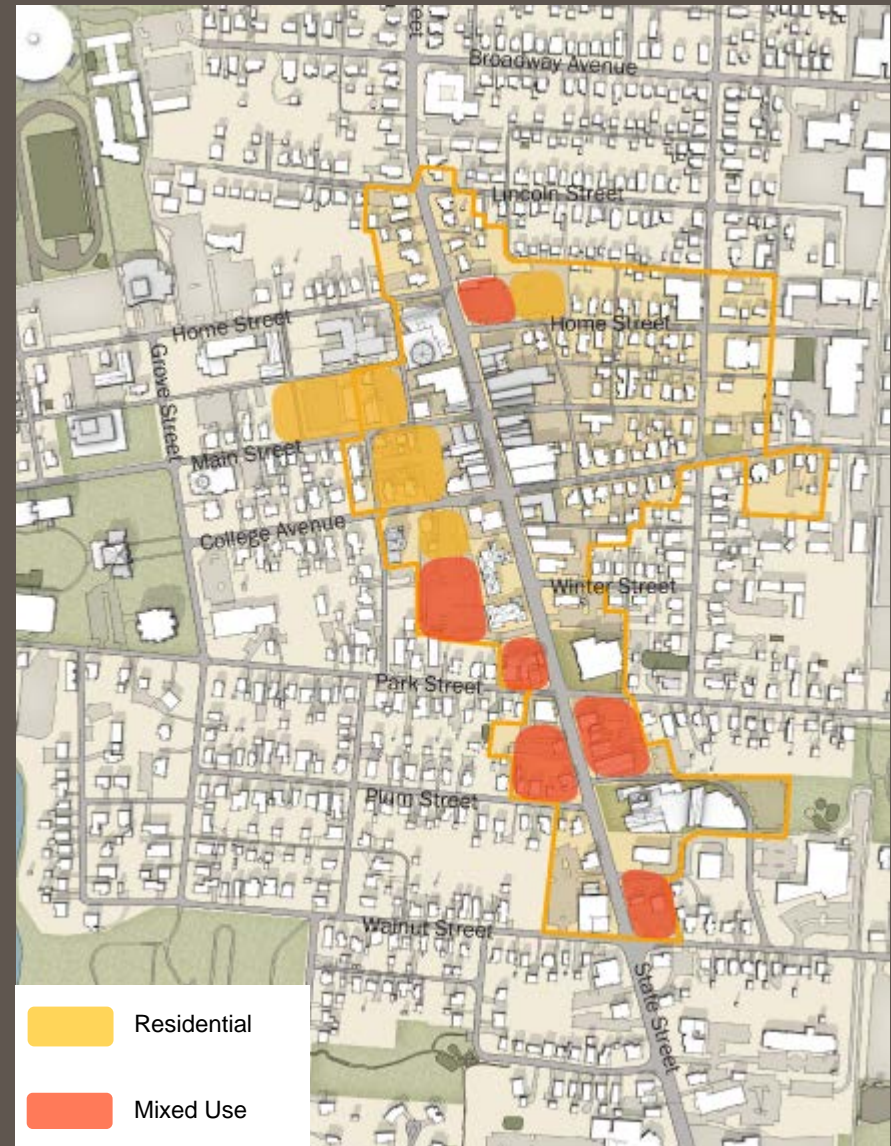 reet
Broadway Avenue
Lincoln Street
Home Street
Home Street
Grove Street
Main Street
College Avenue
Winter Street
Park Street
Plum Street
Walnut Street
State Street
Residential
Mixed Use